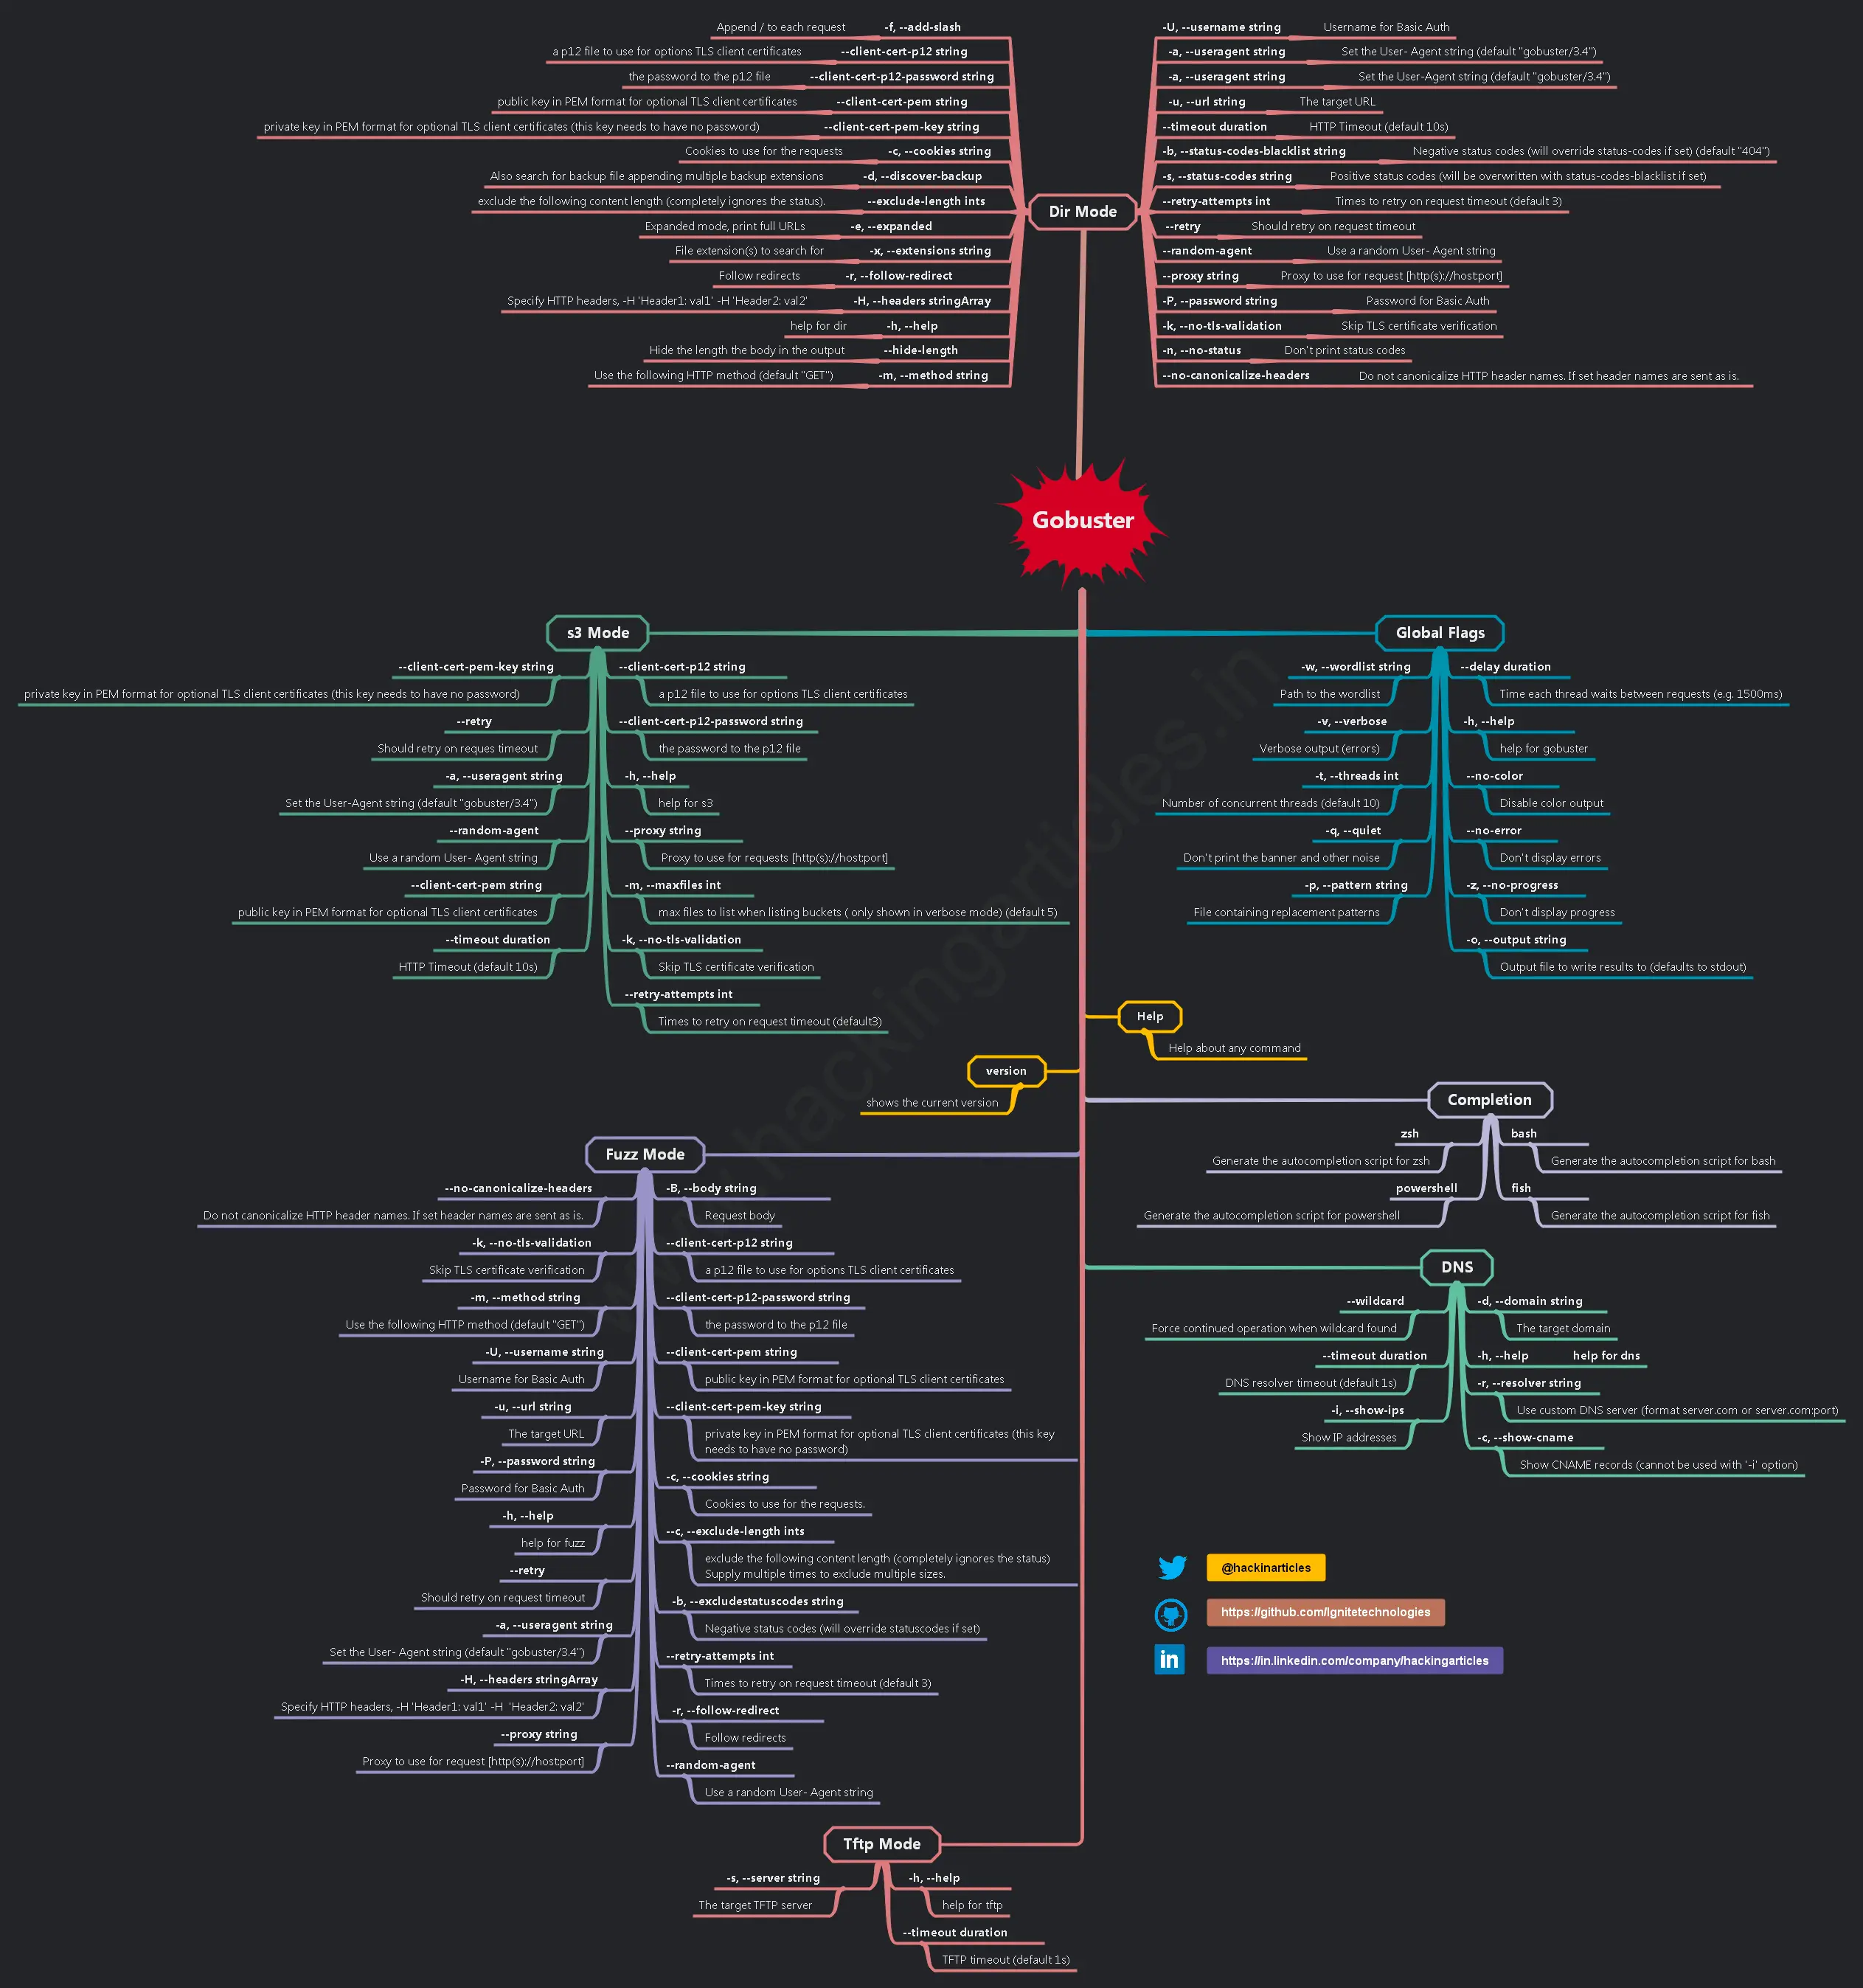 Append / to each request -f, --add-slash
a p12 file to use for options TLS client certificates --client-cert-p12 string
the password to the p12 file --client-cert-p12-password string
public key in PEM format for optional TLS client certificates --client-cert-pem string
private key in PEM format for optional TLS client certificates (this key needs to have no password) --client-cert-pem-key string
Cookies to use for the requests -c, --cookies string
Also search for backup file appending multiple backup extensions -d, --discover-backup
exclude the following content length (completely ignores the status). --exclude-length ints
Expanded mode, print full URLs -e, --expanded
File extension(s) to search for -x, --extensions string
Follow redirects -r, --follow-redirect
Specify HTTP headers, -H 'Header1: val1' -H 'Header2: val2' -H, --headers stringArray
help for dir -h, --help
Hide the length the body in the output --hide-length
Use the following HTTP method (default "GET") -m, --method string
Dir Mode
-U, --username string Username for Basic Auth
-a, --useragent string Set the User- Agent string (default "gobuster/3.4")
-a, --useragent string Set the User-Agent string (default "gobuster/3.4")
-u, --url string The target URL
--timeout duration HTTP Timeout (default 10s)
-b, --status-codes-blacklist string Negative status codes (will override status-codes if set) (default "404")
-s, --status-codes string Positive status codes (will be overwritten with status-codes-blacklist if set)
--retry-attempts int Times to retry on request timeout (default 3)
--retry Should retry on request timeout
--random-agent Use a random User- Agent string
--proxy string Proxy to use for request [http(s)://host:port]
-P, --password string Password for Basic Auth
-k, --no-tls-validation Skip TLS certificate verification
-n, --no-status Don't print status codes
--no-canonicalize-headers Do not canonicalize HTTP header names. If set header names are sent as is.
Gobuster
s3 Mode
--client-cert-pem-key string
private key in PEM format for optional TLS client certificates (this key needs to have no password)
--retry
Should retry on reques timeout
-a, --useragent string
Set the User-Agent string (default "gobuster/3.4")
--random-agent
Use a random User- Agent string
--client-cert-pem string
public key in PEM format for optional TLS client certificates
--timeout duration
HTTP Timeout (default 10s)
--client-cert-p12 string
a p12 file to use for options TLS client certificates
--client-cert-p12-password string
the password to the p12 file
-h, --help
help for s3
--proxy string
Proxy to use for requests [http(s)://host:port]
-m, --maxfiles int
max files to list when listing buckets ( only shown in verbose mode) (default 5)
-k, --no-tls-validation
Skip TLS certificate verification
--retry-attempts int
Times to retry on request timeout (default3)
Global Flags
-w, --wordlist string
Path to the wordlist
-v, --verbose
Verbose output (errors)
-t, --threads int
Number of concurrent threads (default 10)
-q, --quiet
Don't print the banner and other noise
-p, --pattern string
File containing replacement patterns
--delay duration
Time each thread waits between requests (e.g. 1500ms)
-h, --help
help for gobuster
--no-color
Disable color output
--no-error
Don't display errors
-z, --no-progress
Don't display progress
-o, --output string
Output file to write results to (defaults to stdout)
Help
Help about any command
version
shows the current version
Completion
zsh
Generate the autocompletion script for zsh
powershell
Generate the autocompletion script for powershell
bash
Generate the autocompletion script for bash
fish
Generate the autocompletion script for fish
Fuzz Mode
--no-canonicalize-headers
Do not canonicalize HTTP header names. If set header names are sent as is.
-k, --no-tls-validation
Skip TLS certificate verification
-m, --method string
Use the following HTTP method (default "GET")
-U, --username string
Username for Basic Auth
-u, --url string
The target URL
-P, --password string
Password for Basic Auth
-h, --help
help for fuzz
--retry
Should retry on request timeout
-a, --useragent string
Set the User- Agent string (default "gobuster/3.4")
-H, --headers stringArray
Specify HTTP headers, -H 'Header1: val1' -H  'Header2: val2'
--proxy string
Proxy to use for request [http(s)://host:port]
-B, --body string
Request body
--client-cert-p12 string
a p12 file to use for options TLS client certificates
--client-cert-p12-password string
the password to the p12 file
--client-cert-pem string
public key in PEM format for optional TLS client certificates
--client-cert-pem-key string
private key in PEM format for optional TLS client certificates (this key
needs to have no password)
-c, --cookies string
Cookies to use for the requests.
--c, --exclude-length ints
exclude the following content length (completely ignores the status)
Supply multiple times to exclude multiple sizes.
-b, --excludestatuscodes string
Negative status codes (will override statuscodes if set)
--retry-attempts int
Times to retry on request timeout (default 3)
-r, --follow-redirect
Follow redirects
--random-agent
Use a random User- Agent string
DNS
--wildcard
Force continued operation when wildcard found
--timeout duration
DNS resolver timeout (default 1s)
-i, --show-ips
Show IP addresses
-d, --domain string
The target domain
-h, --help help for dns
-r, --resolver string
Use custom DNS server (format server.com or server.com:port)
-c, --show-cname
Show CNAME records (cannot be used with '-i' option)
@hackinarticles
https://github.com/Ignitetechnologies
in
https://in.linkedin.com/company/hackingarticles
Tftp Mode
-s, --server string
The target TFTP server
-h, --help
help for tftp
--timeout duration
TFTP timeout (default 1s)
www.hackingarticles.in